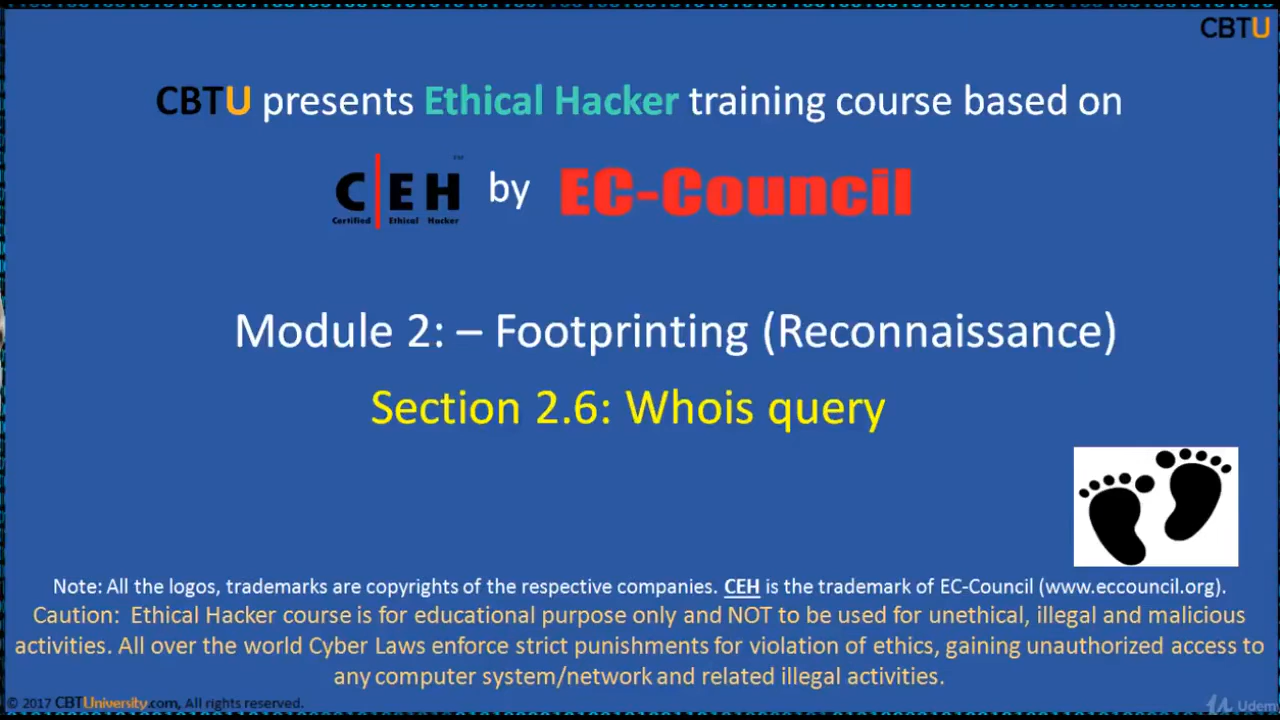 CBTU
CBTU presents Ethical Hacker training course based on
CEH by EC-Council
TM
Certified Ethical Hacker
Module 2: – Footprinting (Reconnaissance)
Section 2.6: Whois query
Note: All the logos, trademarks are copyrights of the respective companies. CEH is the trademark of EC-Council (www.eccouncil.org).
Caution: Ethical Hacker course is for educational purpose only and NOT to be used for unethical, illegal and malicious
activities. All over the world Cyber Laws enforce strict punishments for violation of ethics, gaining unauthorized access to
any computer system/network and related illegal activities.
© 2017 CBTUniversity.com, All rights reserved.